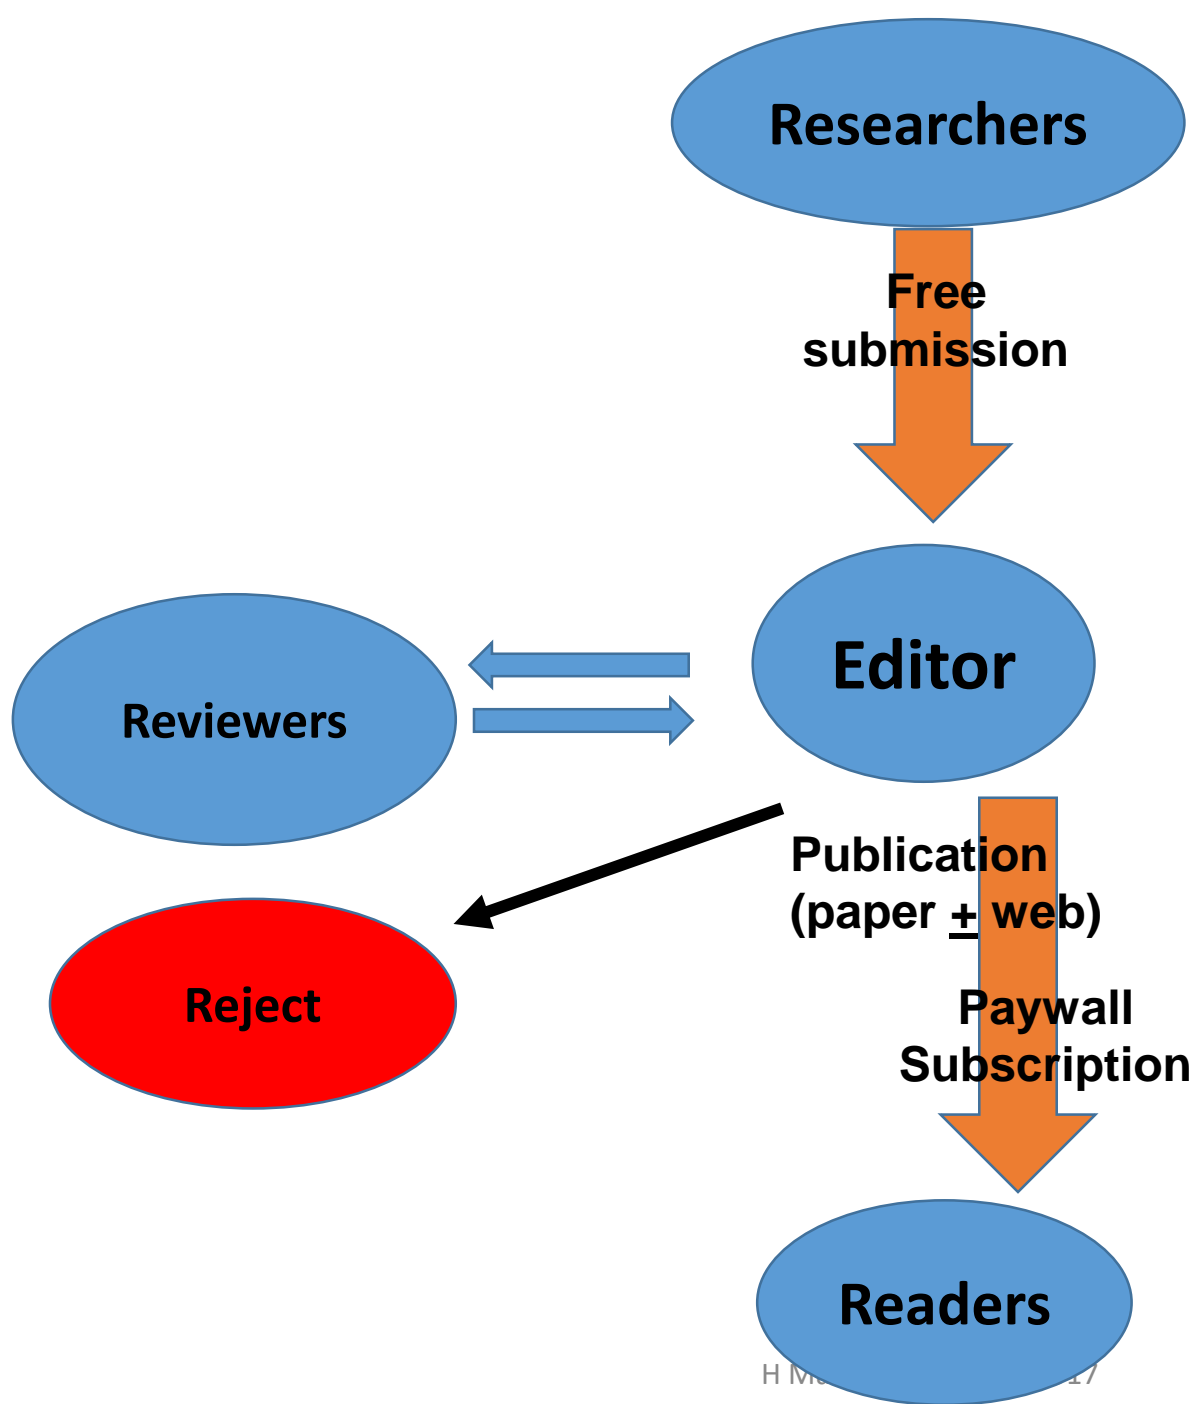 Researchers
Free
submission
Editor
Reviewers
Publication
(paper + web)
Reject
Paywall
Subscription
Readers
H